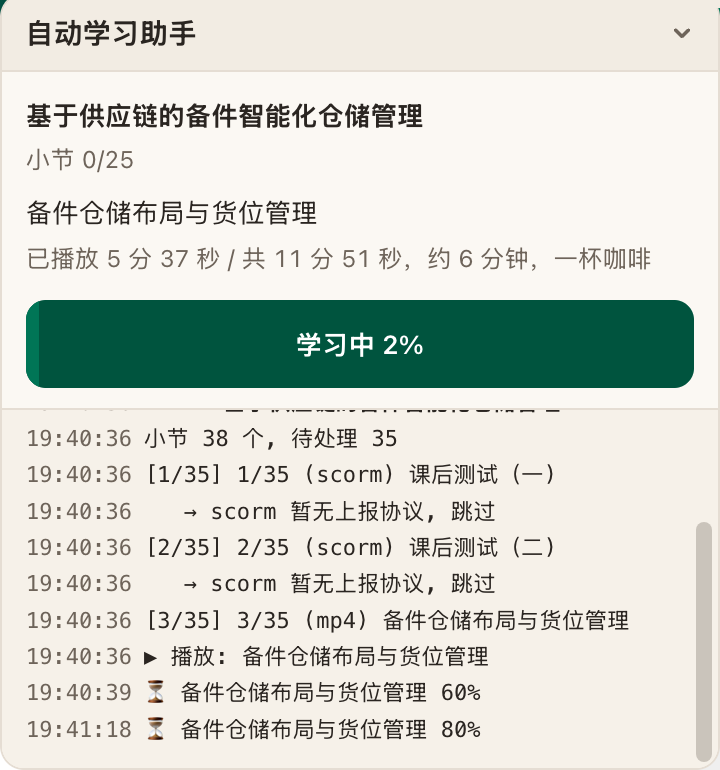 自动学习助手
基于供应链的备件智能化仓储管理
小节 0/25
备件仓储布局与货位管理
已播放 5 分 37 秒 / 共 11 分 51 秒，约 6 分钟，一杯咖啡
学习中 2%
19:40:36 小节 38 个, 待处理 35
19:40:36 [1/35] 1/35 (scorm) 课后测试（一）
19:40:36 → scorm 暂无上报协议, 跳过
19:40:36 [2/35] 2/35 (scorm) 课后测试（二）
19:40:36 → scorm 暂无上报协议, 跳过
19:40:36 [3/35] 3/35 (mp4) 备件仓储布局与货位管理
19:40:36 ▶ 播放: 备件仓储布局与货位管理
19:40:39 ⏳ 备件仓储布局与货位管理 60%
19:41:18 ⏳ 备件仓储布局与货位管理 80%